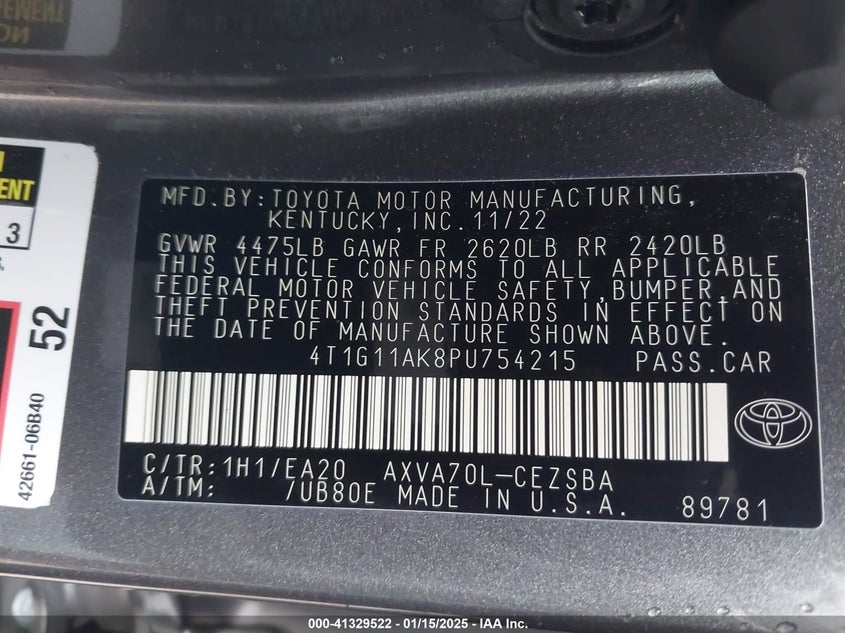 MFD.BY:TOYOTA MOTOR MANUFACTURING,
KENTUCKY,INC.11/22
GVWR 4475LB GAWR FR 2620LB RR 2420LB
THIS VEHICLE CONFORMS TO ALL APPLICABLE
FEDERAL MOTOR VEHICLE SAFETY,BUMPER,AND
THEFT PREVENTION STANDARDS IN EFFECT ON
THE DATE OF MANUFACTURE SHOWN ABOVE.
4T1G11AK8PU754215 PASS.CAR
C/TR:1H1/EA20 AXVA70L-CEZSBA
A/TM: /UB80E MADE IN U.S.A.
89781
3
52
42661-06B40
000-41329522 - 01/15/2025 - IAA Inc.